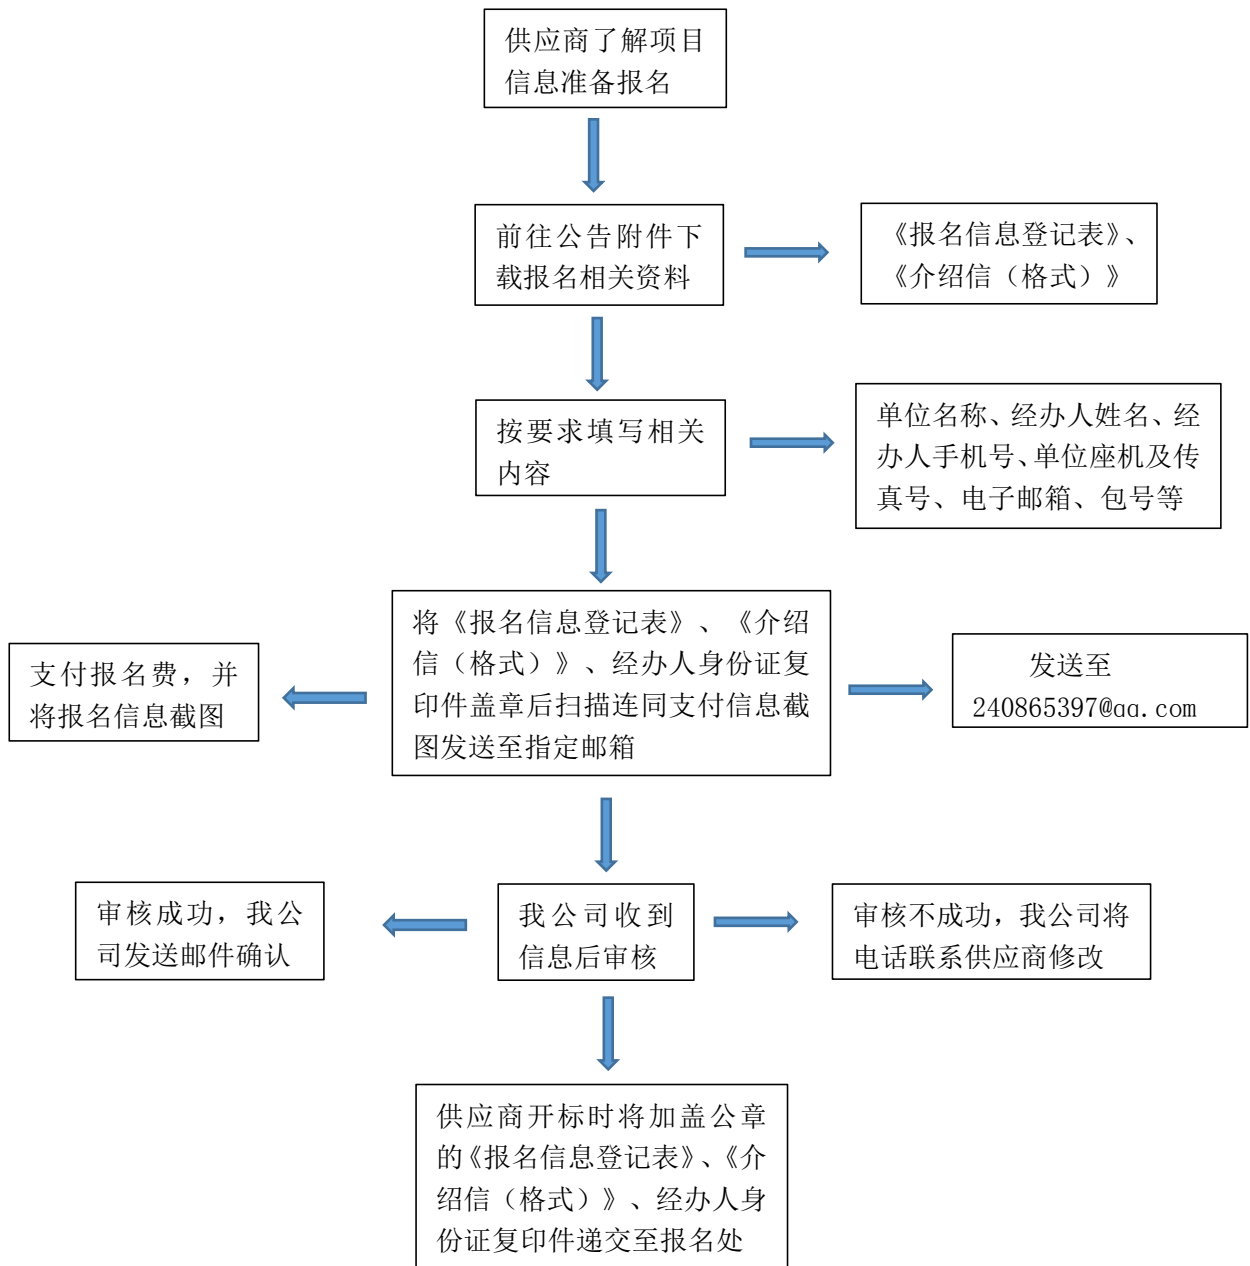 供应商了解项目
信息准备报名
前往公告附件下
载报名相关资料
《报名信息登记表》、
《介绍信（格式）》
按要求填写相关
内容
单位名称、经办人姓名、经
办人手机号、单位座机及传
真号、电子邮箱、包号等
支付报名费，并
将报名信息截图
将《报名信息登记表》、《介绍
信（格式）》、经办人身份证复
印件盖章后扫描连同支付信息截
图发送至指定邮箱
发送至
240865397@qq.com
审核成功，我公
司发送邮件确认
我公司收到
信息后审核
审核不成功，我公司将
电话联系供应商修改
供应商开标时将加盖公章
的《报名信息登记表》、《介
绍信（格式）》、经办人身
份证复印件递交至报名处